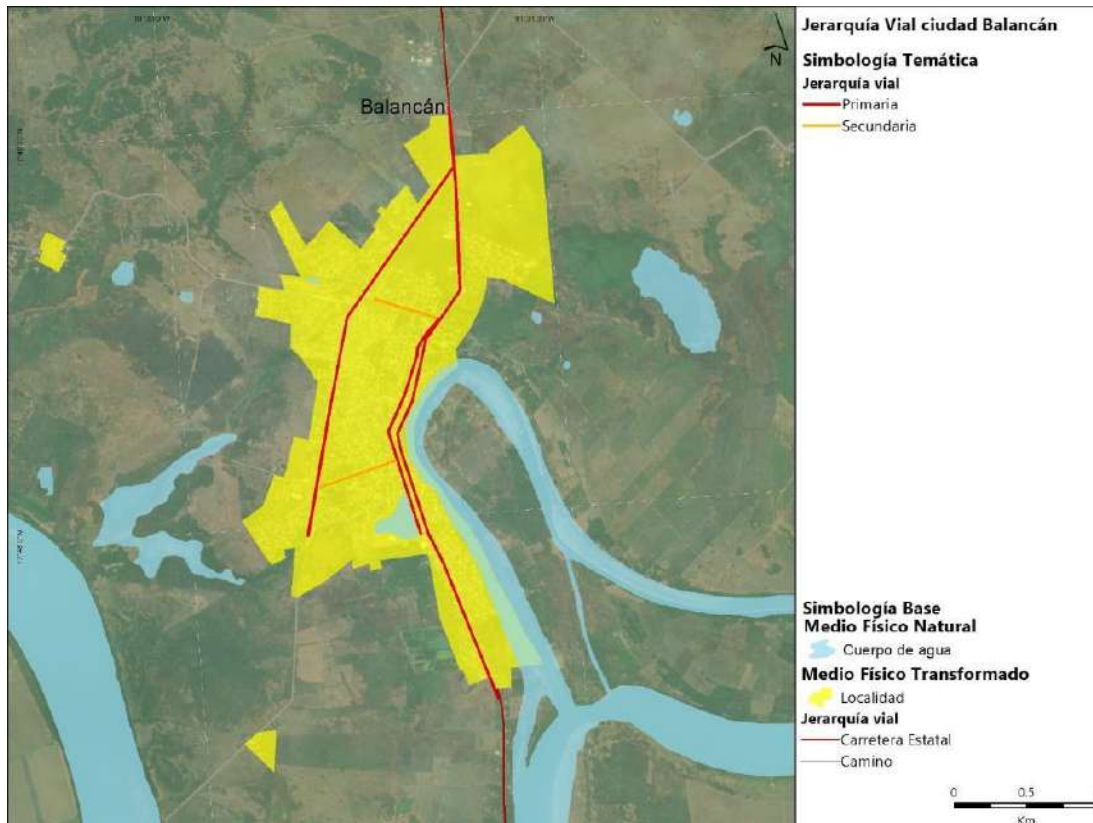 Balancán
N
Jerarquía Vial ciudad Balancán
Simbología Temática
Jerarquía vial
Primaria
Secundaria
Simbología Base
Medio Físico Natural
Cuerpo de agua
Medio Físico Transformado
Localidad
Jerarquía vial
Carretera Estatal
Camino
0 0.5
Km